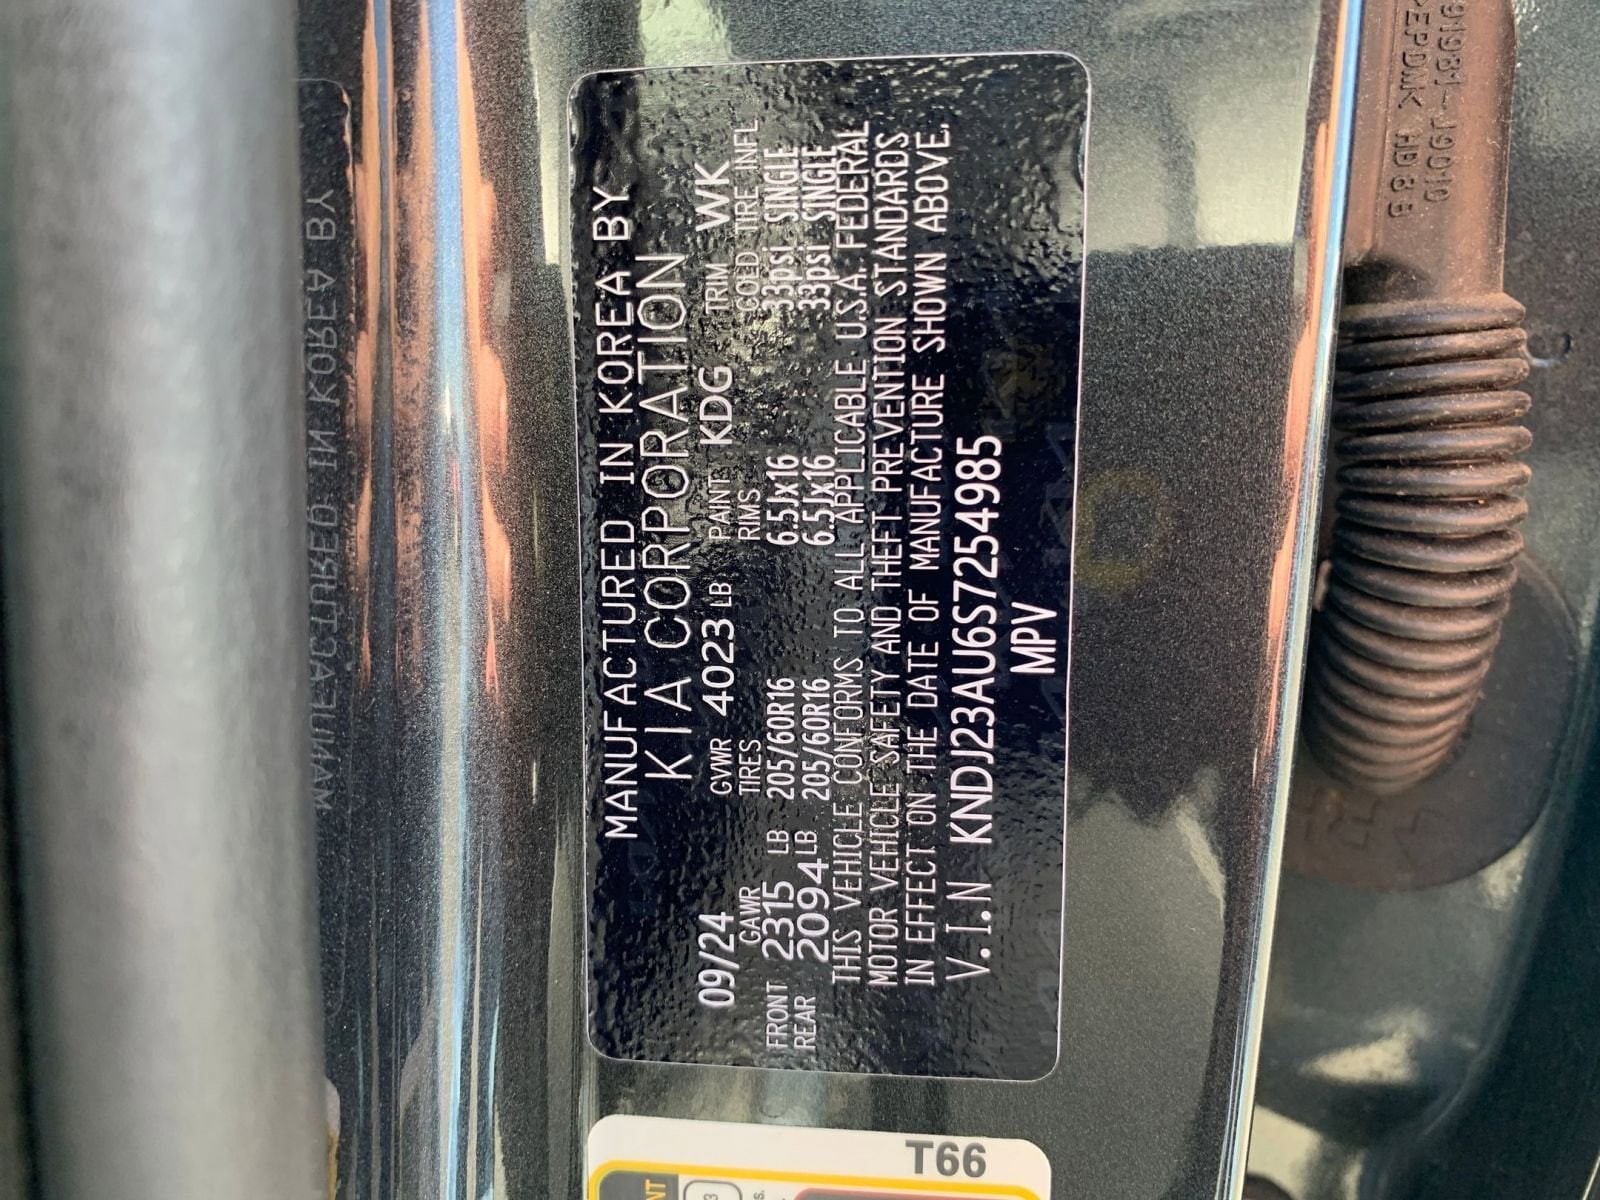 MANUFACTURED IN KOREA BY
KIA CORPORATION
09/24 GVWR 4023 LB PAINT KDG TRIM WK
GAWR TIRES RIMS COLD TIRE INFL
FRONT 2315 LB 205/60R16 6.5Jx16 33psi SINGLE
REAR 2094 LB 205/60R16 6.5Jx16 33psi SINGLE
THIS VEHICLE CONFORMS TO ALL APPLICABLE U.S.A. FEDERAL
MOTOR VEHICLE SAFETY AND THEFT PREVENTION STANDARDS
IN EFFECT ON THE DATE OF MANUFACTURE SHOWN ABOVE.
V.I.N KNDJ23AU6S7254985
MPV
T66
91981-J9010